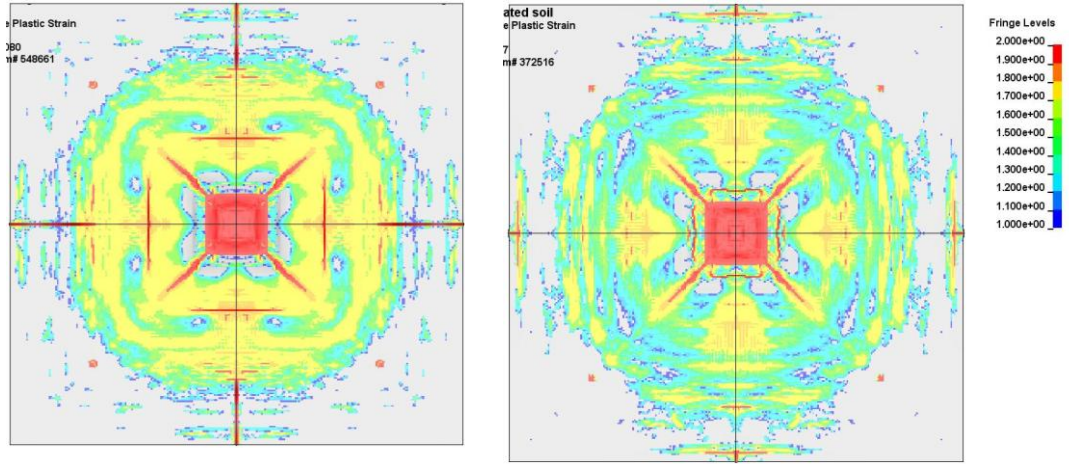 e Plastic Strain
080
m# 548661
ated soil
e Plastic Strain
7
m# 372516
Fringe Levels
2.000e+00
1.900e+00
1.800e+00
1.700e+00
1.600e+00
1.500e+00
1.400e+00
1.300e+00
1.200e+00
1.100e+00
1.000e+00